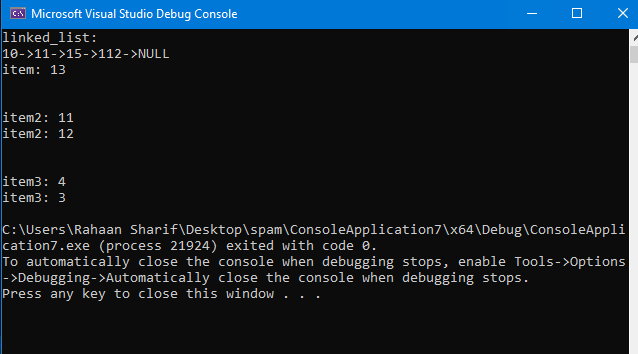 Microsoft Visual Studio Debug Console
linked_list:
10->11->15->112->NULL
item: 13
item2: 11
item2: 12
item3: 4
item3: 3
C:\Users\Rahaan Sharif\Desktop\spam\ConsoleApplication7\x64\Debug\ConsoleAppli
cation7.exe (process 21924) exited with code 0.
To automatically close the console when debugging stops, enable Tools->Options
->Debugging->Automatically close the console when debugging stops.
Press any key to close this window . . .